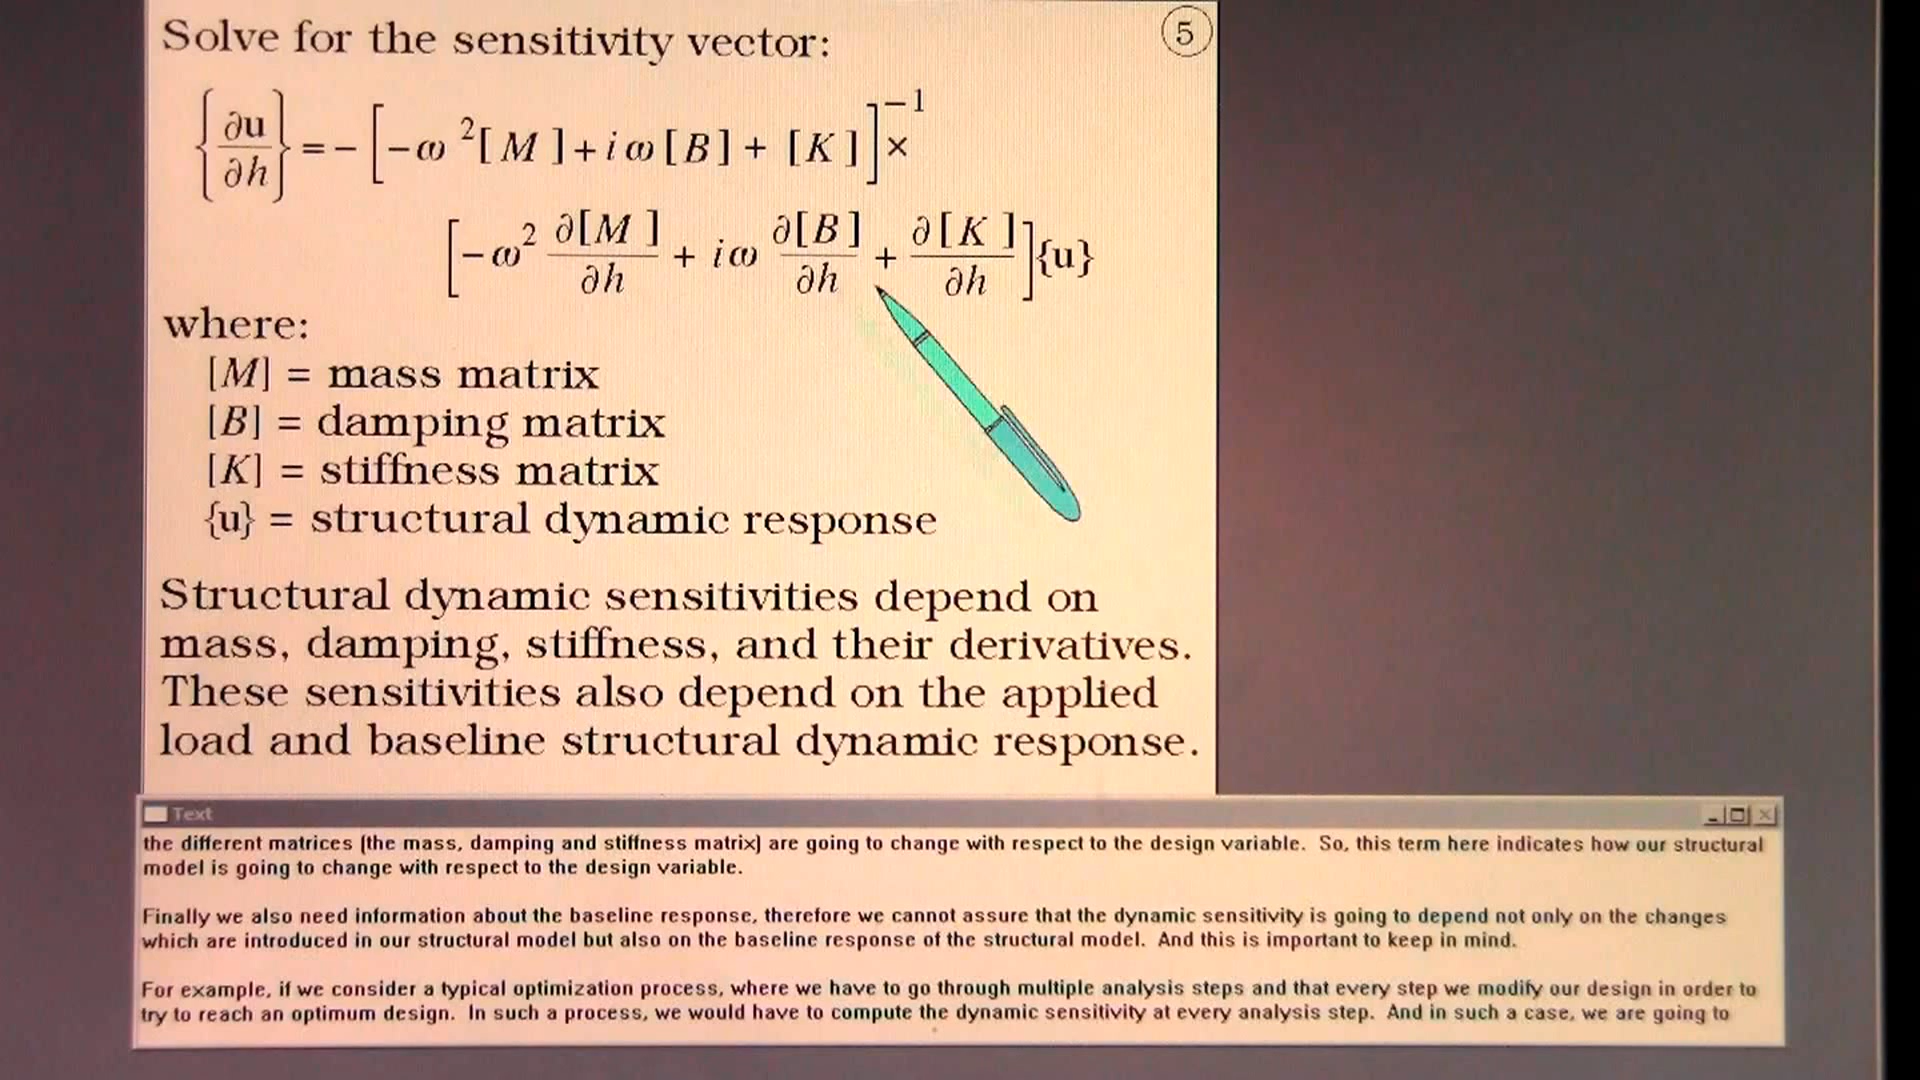 Solve for the sensitivity vector:
5
{∂u/∂h} = − [−ω²[M] + iω[B] + [K]]⁻¹ ×
[−ω² ∂[M]/∂h + iω ∂[B]/∂h + ∂[K]/∂h]{u}
where:
[M] = mass matrix
[B] = damping matrix
[K] = stiffness matrix
{u} = structural dynamic response
Structural dynamic sensitivities depend on
mass, damping, stiffness, and their derivatives.
These sensitivities also depend on the applied
load and baseline structural dynamic response.
Text
the different matrices (the mass, damping and stiffness matrix) are going to change with respect to the design variable. So, this term here indicates how our structural
model is going to change with respect to the design variable.
Finally we also need information about the baseline response, therefore we cannot assure that the dynamic sensitivity is going to depend not only on the changes
which are introduced in our structural model but also on the baseline response of the structural model. And this is important to keep in mind.
For example, if we consider a typical optimization process, where we have to go through multiple analysis steps and that every step we modify our design in order to
try to reach an optimum design. In such a process, we would have to compute the dynamic sensitivity at every analysis step. And in such a case, we are going to